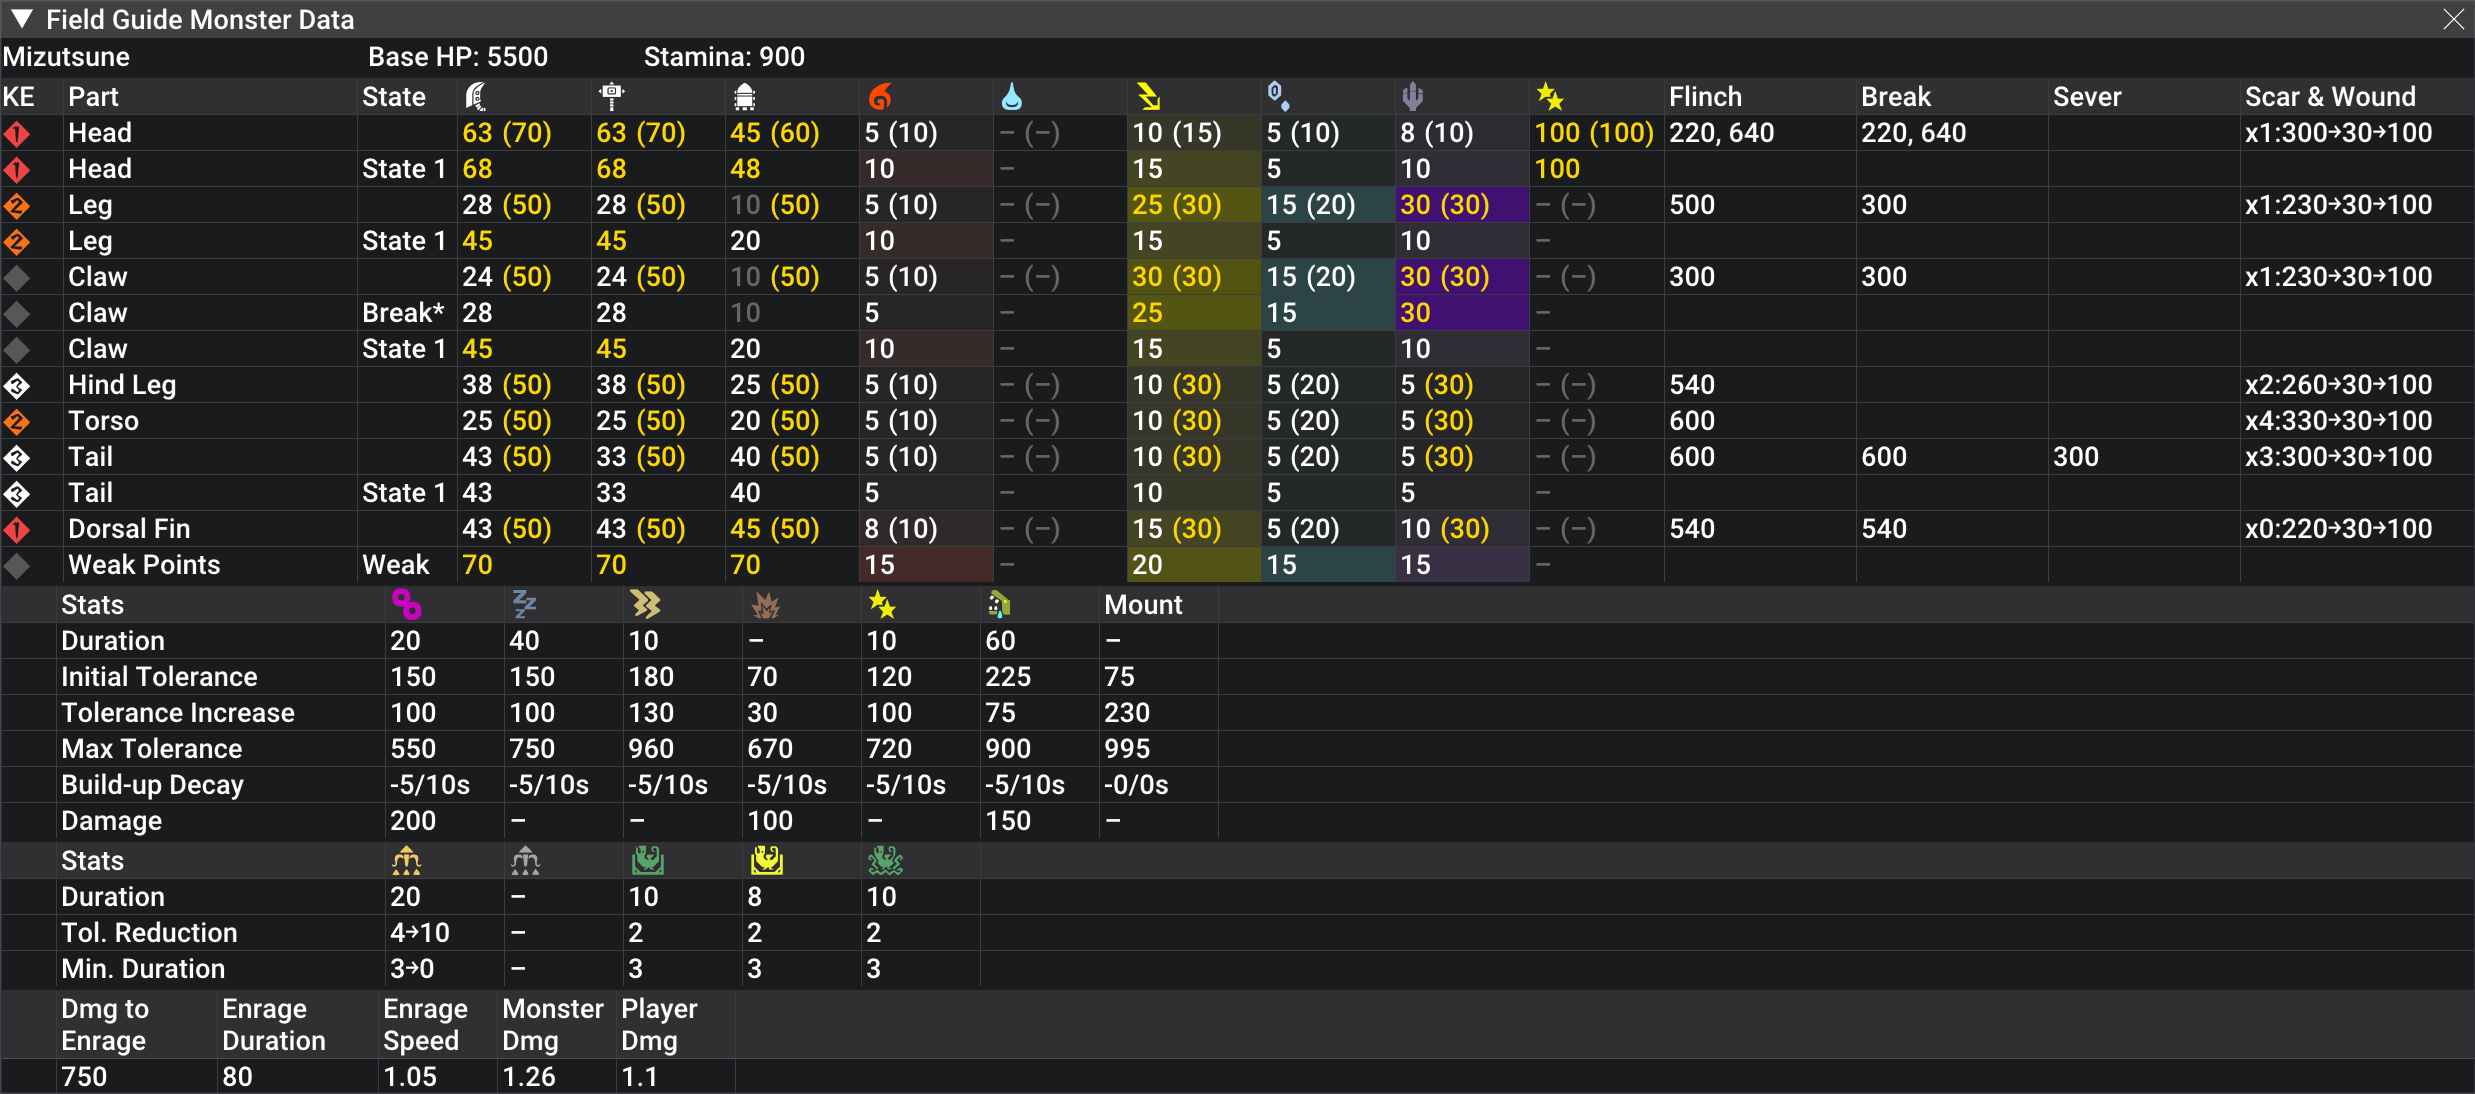 Field Guide Monster Data
Mizutsune Base HP: 5500 Stamina: 900
KE Part State Flinch Break Sever Scar & Wound
1 Head 63 (70) 63 (70) 45 (60) 5 (10) – (–) 10 (15) 5 (10) 8 (10) 100 (100) 220, 640 220, 640 x1:300→30→100
1 Head State 1 68 68 48 10 – 15 5 10 100
2 Leg 28 (50) 28 (50) 10 (50) 5 (10) – (–) 25 (30) 15 (20) 30 (30) – (–) 500 300 x1:230→30→100
2 Leg State 1 45 45 20 10 – 15 5 10 –
Claw 24 (50) 24 (50) 10 (50) 5 (10) – (–) 30 (30) 15 (20) 30 (30) – (–) 300 300 x1:230→30→100
Claw Break* 28 28 10 5 – 25 15 30 –
Claw State 1 45 45 20 10 – 15 5 10 –
3 Hind Leg 38 (50) 38 (50) 25 (50) 5 (10) – (–) 10 (30) 5 (20) 5 (30) – (–) 540 x2:260→30→100
2 Torso 25 (50) 25 (50) 20 (50) 5 (10) – (–) 10 (30) 5 (20) 5 (30) – (–) 600 x4:330→30→100
3 Tail 43 (50) 33 (50) 40 (50) 5 (10) – (–) 10 (30) 5 (20) 5 (30) – (–) 600 600 300 x3:300→30→100
3 Tail State 1 43 33 40 5 – 10 5 5 –
1 Dorsal Fin 43 (50) 43 (50) 45 (50) 8 (10) – (–) 15 (30) 5 (20) 10 (30) – (–) 540 540 x0:220→30→100
Weak Points Weak 70 70 70 15 – 20 15 15 –
Stats Mount
Duration 20 40 10 – 10 60 –
Initial Tolerance 150 150 180 70 120 225 75
Tolerance Increase 100 100 130 30 100 75 230
Max Tolerance 550 750 960 670 720 900 995
Build-up Decay -5/10s -5/10s -5/10s -5/10s -5/10s -5/10s -0/0s
Damage 200 – – 100 – 150 –
Stats
Duration 20 – 10 8 10
Tol. Reduction 4→10 – 2 2 2
Min. Duration 3→0 – 3 3 3
Dmg to Enrage Enrage Monster Player
Enrage Duration Speed Dmg Dmg
750 80 1.05 1.26 1.1